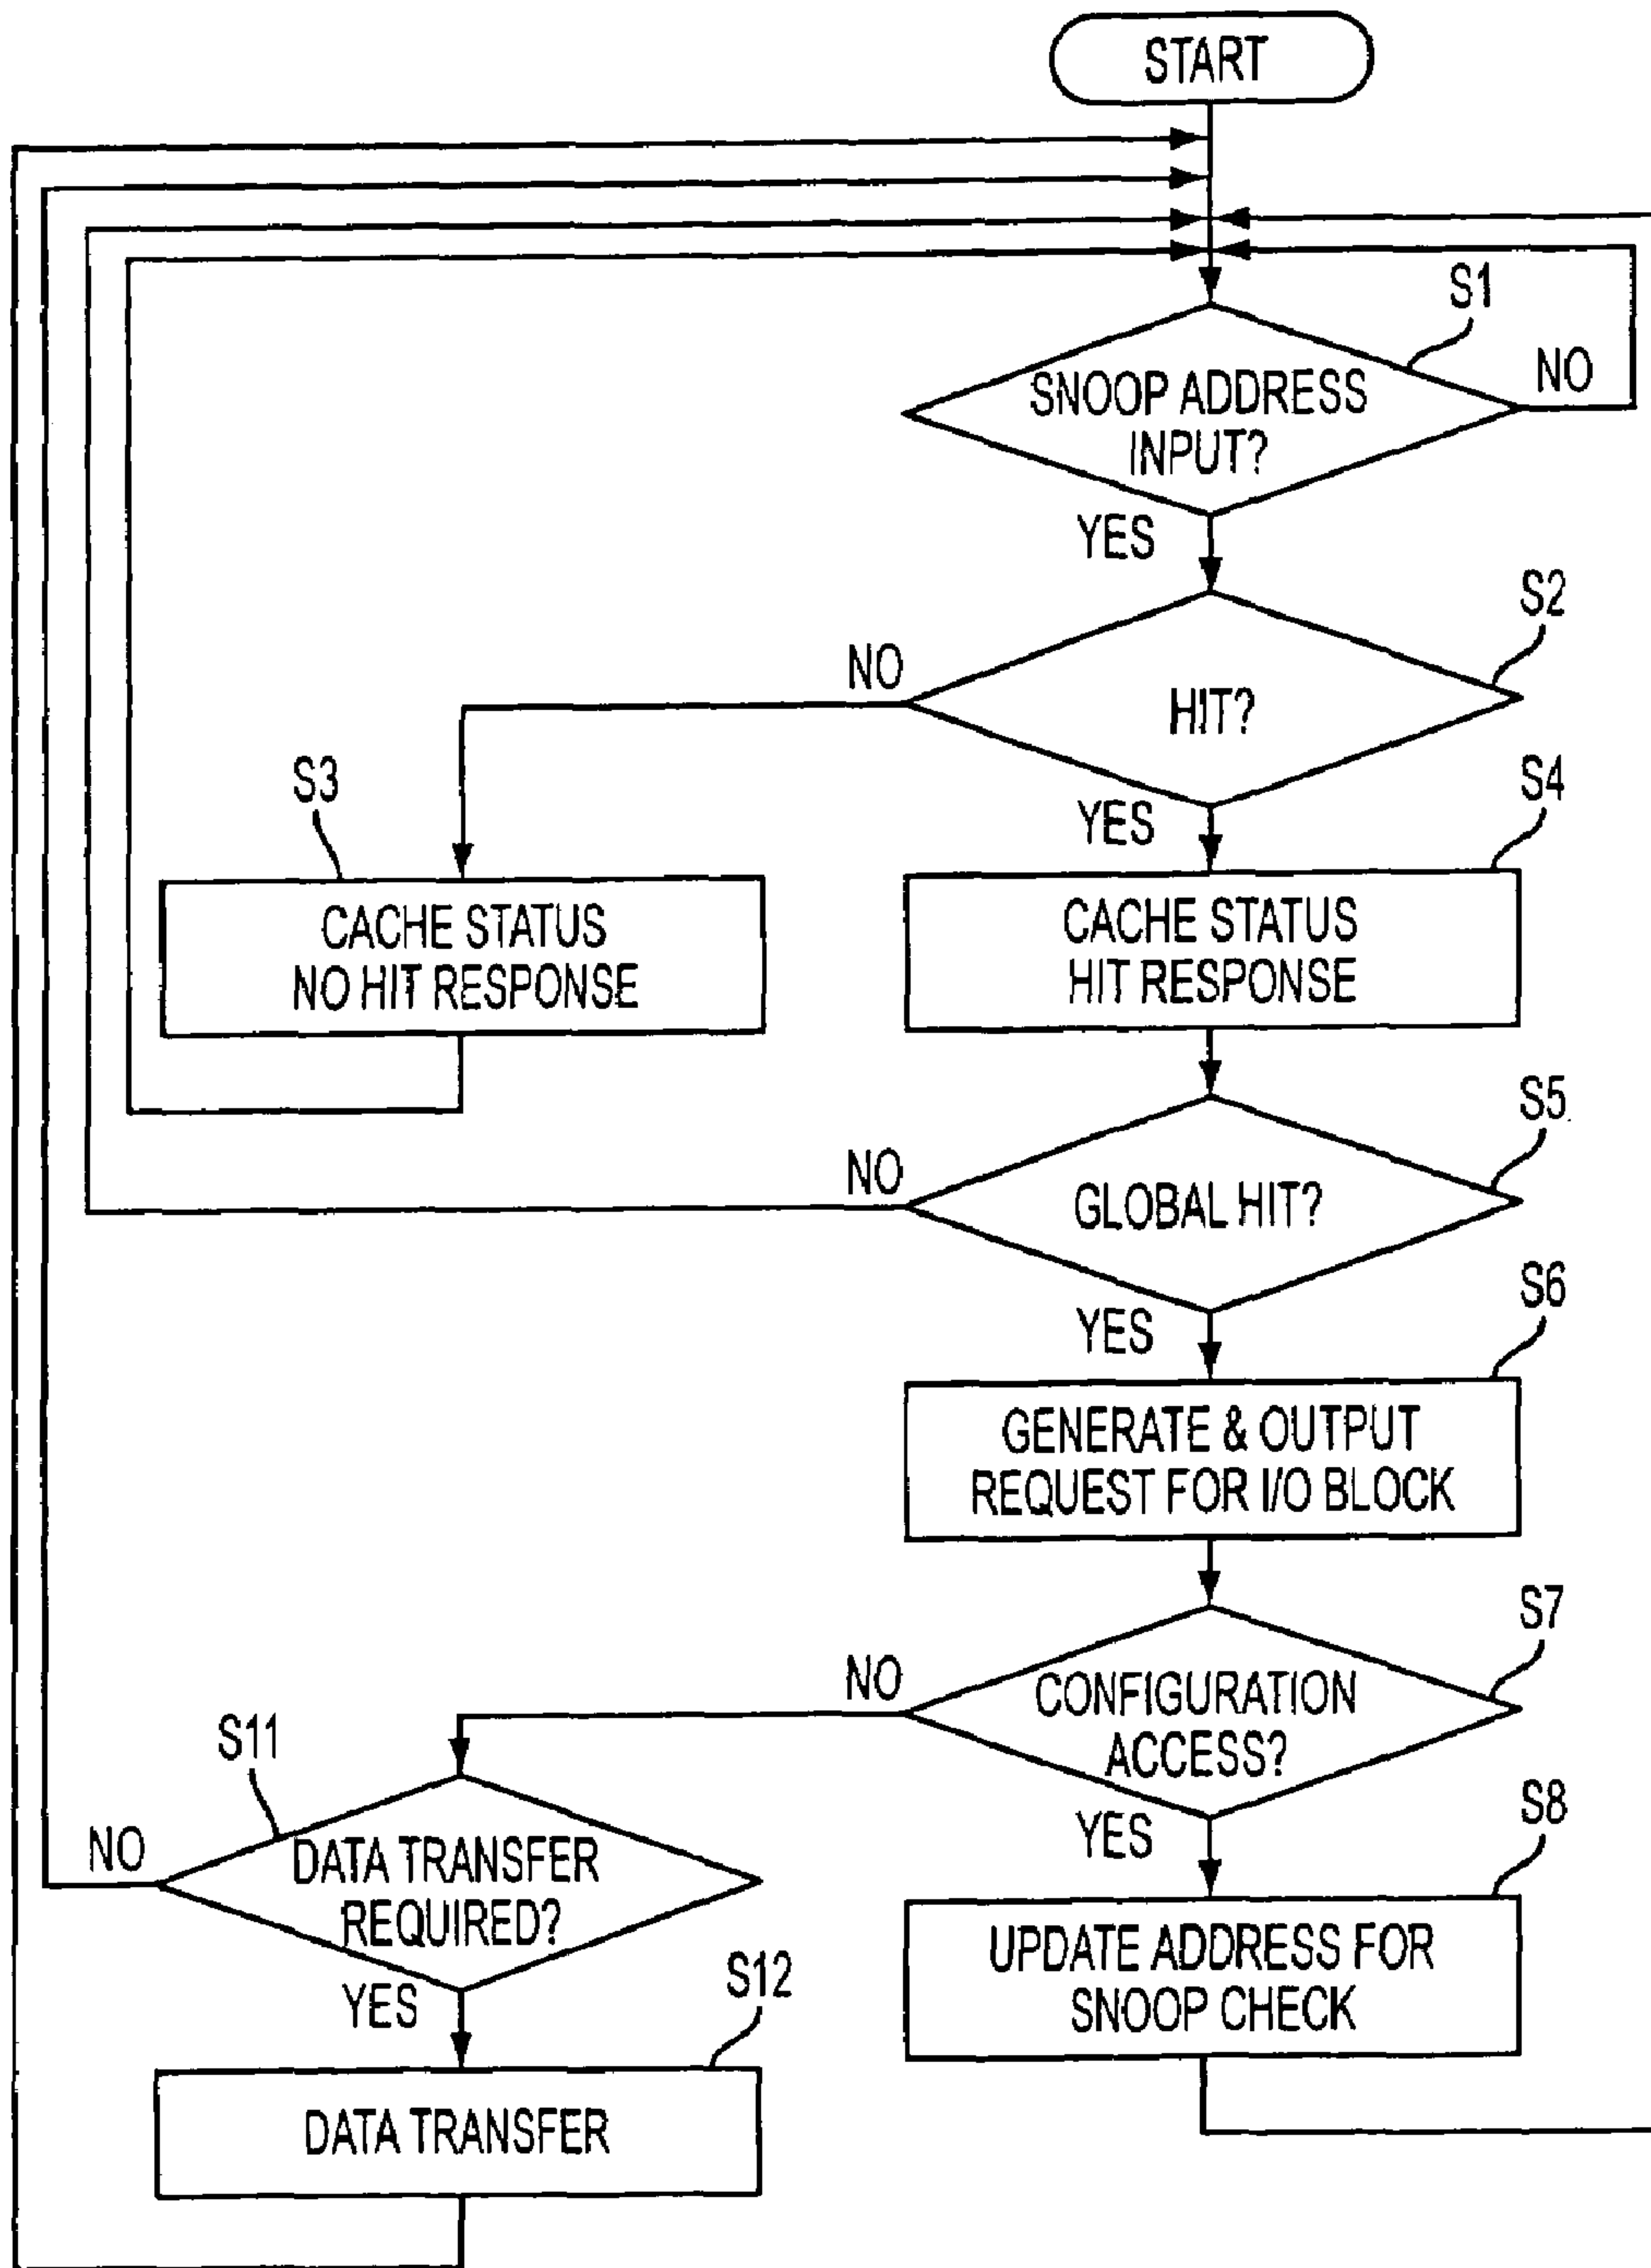 START
S1
SNOOP ADDRESS
INPUT?
NO
YES
S2
NO
HIT?
YES
S3
S4
CACHE STATUS
NO HIT RESPONSE
CACHE STATUS
HIT RESPONSE
S5
NO
GLOBAL HIT?
YES
S6
GENERATE & OUTPUT
REQUEST FOR I/O BLOCK
S7
NO
CONFIGURATION
ACCESS?
YES
S11
NO
DATA TRANSFER
REQUIRED?
YES
S8
UPDATE ADDRESS FOR
SNOOP CHECK
S12
DATA TRANSFER